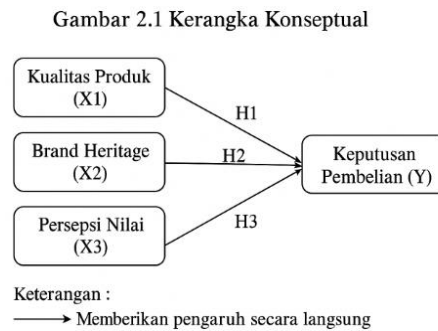 Gambar 2.1 Kerangka Konseptual
Kualitas Produk
(X1)
H1
Brand Heritage
(X2)
H2
Keputusan
Pembelian (Y)
Persepsi Nilai
(X3)
H3
Keterangan :
Memberikan pengaruh secara langsung